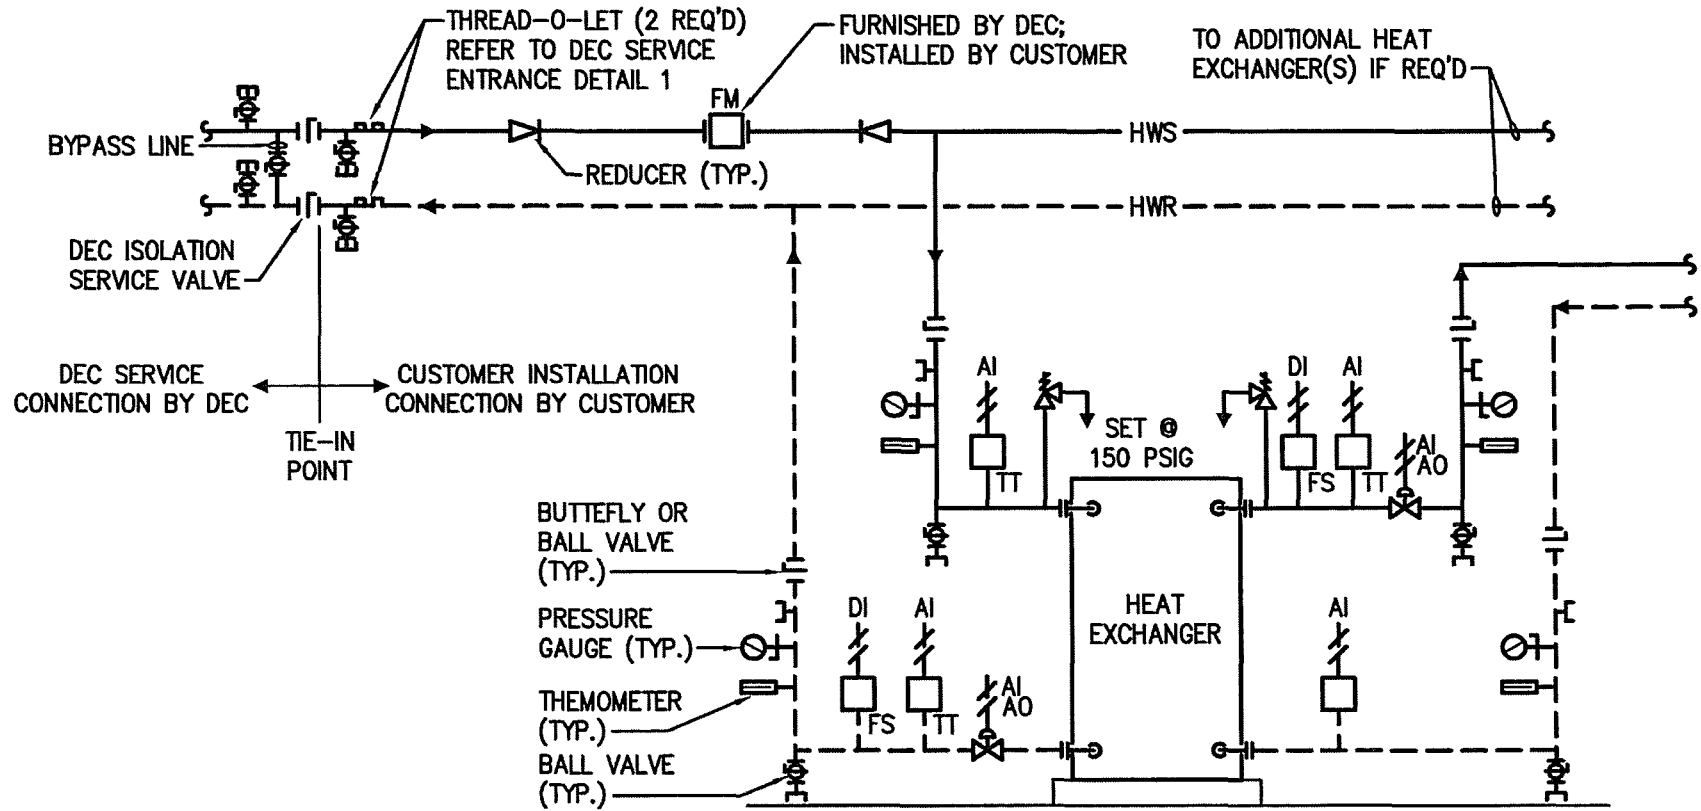 THREAD-O-LET (2 REQ'D)
REFER TO DEC SERVICE
ENTRANCE DETAIL 1
FURNISHED BY DEC;
INSTALLED BY CUSTOMER
TO ADDITIONAL HEAT
EXCHANGER(S) IF REQ'D
FM
BYPASS LINE
HWS
REDUCER (TYP.)
HWR
DEC ISOLATION
SERVICE VALVE
DEC SERVICE
CONNECTION BY DEC
CUSTOMER INSTALLATION
CONNECTION BY CUSTOMER
TIE-IN
POINT
AI
TT
SET @
150 PSIG
DI
FS
AI
TT
AI
AO
BUTTEFLY OR
BALL VALVE
(TYP.)
PRESSURE
GAUGE (TYP.)
THEMOMETER
(TYP.)
BALL VALVE
(TYP.)
DI
FS
AI
TT
AI
AO
HEAT
EXCHANGER
AI